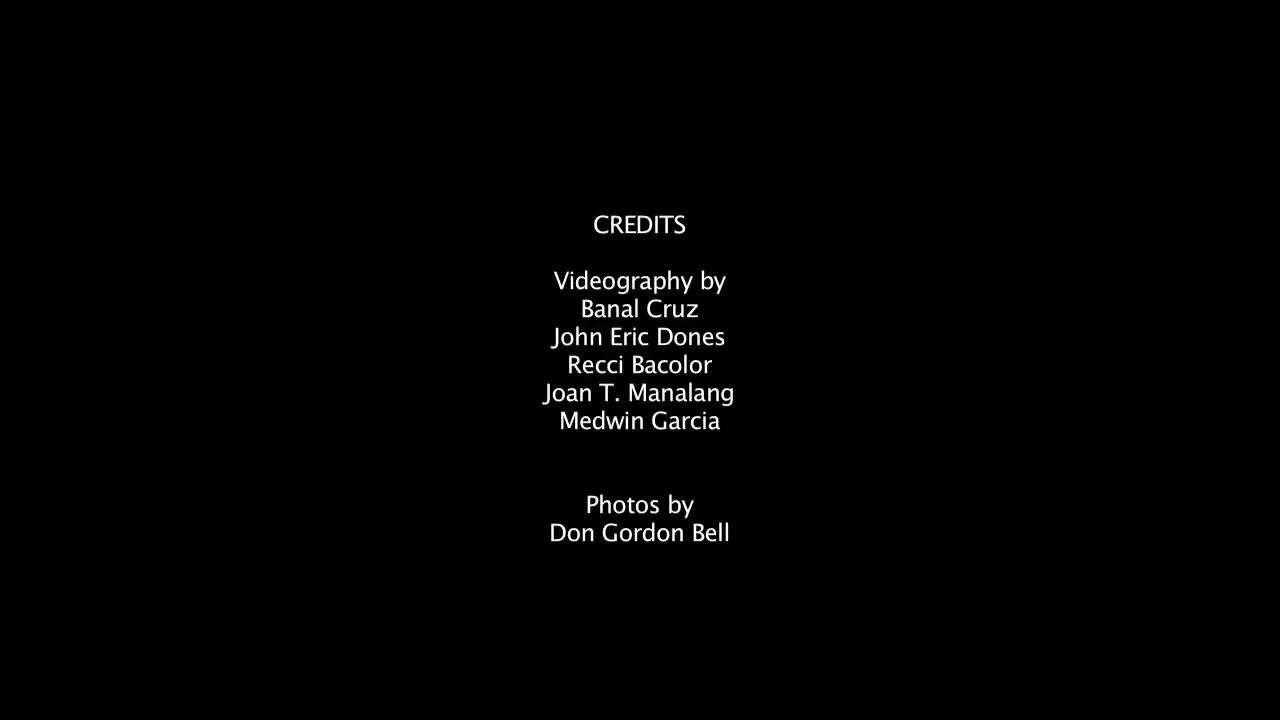 CREDITS
Videography by
Banal Cruz
John Eric Dones
Recci Bacolor
Joan T. Manalang
Medwin Garcia
Photos by
Don Gordon Bell